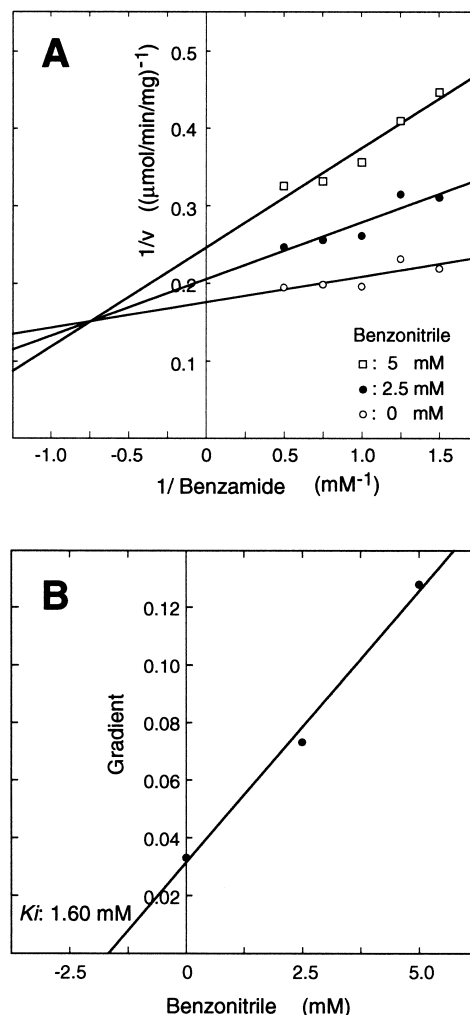 A
1/v ((μmol/min/mg)-1)
0.5
0.4
0.3
0.2
0.1
Benzonitrile
□: 5 mM
●: 2.5 mM
○: 0 mM
-1.0 -0.5 0 0.5 1.0 1.5
1/ Benzamide (mM-1)
B
Gradient
0.12
0.10
0.08
0.06
0.04
0.02
Ki: 1.60 mM
-2.5 0 2.5 5.0
Benzonitrile (mM)